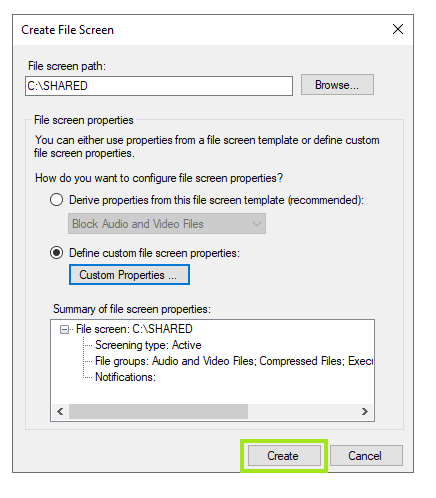 Create File Screen
File screen path:
C:\SHARED
Browse...
File screen properties
You can either use properties from a file screen template or define custom
file screen properties.
How do you want to configure file screen properties?
Derive properties from this file screen template (recommended):
Block Audio and Video Files
Define custom file screen properties:
Custom Properties ...
Summary of file screen properties:
File screen: C:\SHARED
Screening type: Active
File groups: Audio and Video Files; Compressed Files; Execu
Notifications:
Create
Cancel